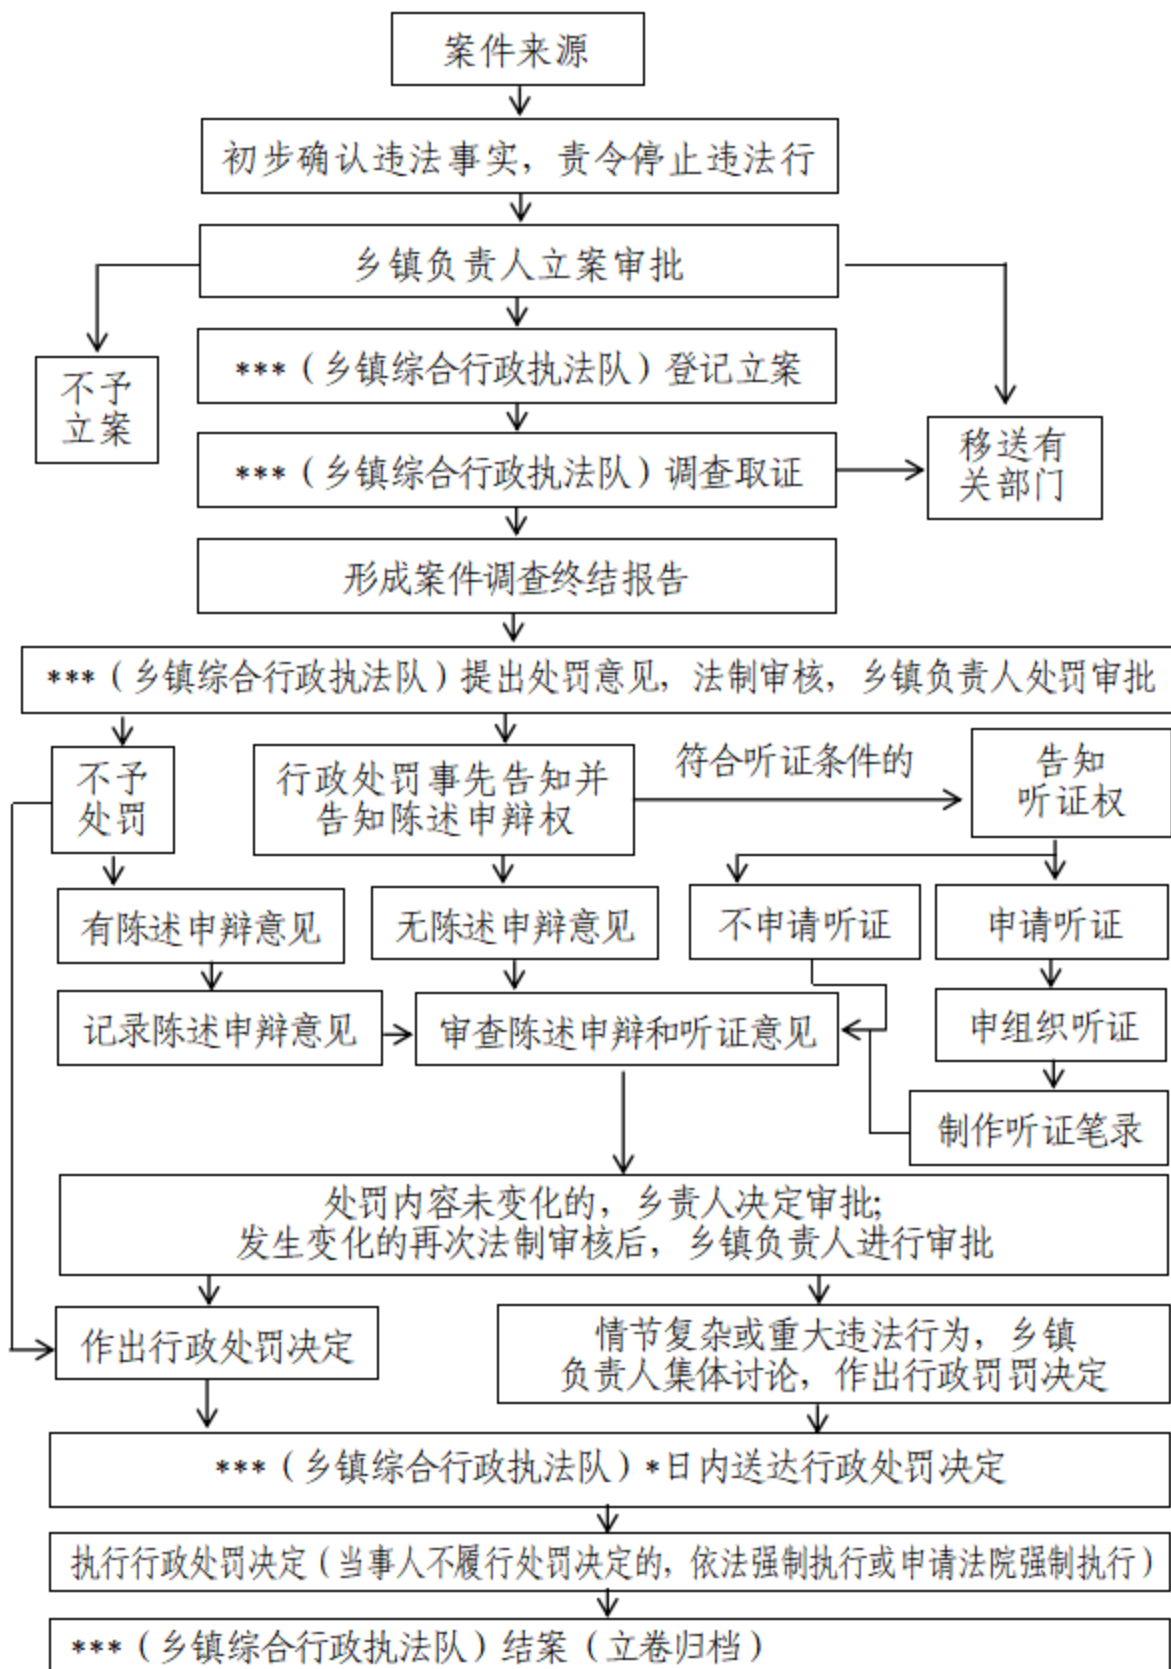 案件来源
初步确认违法事实，责令停止违法行
乡镇负责人立案审批
不予
立案
***（乡镇综合行政执法队）登记立案
***（乡镇综合行政执法队）调查取证
移送有
关部门
形成案件调查终结报告
***（乡镇综合行政执法队）提出处罚意见，法制审核，乡镇负责人处罚审批
不予
处罚
行政处罚事先告知并
告知陈述申辩权
符合听证条件的
告知
听证权
有陈述申辩意见
无陈述申辩意见
不申请听证
申请听证
记录陈述申辩意见
审查陈述申辩和听证意见
申组织听证
制作听证笔录
处罚内容未变化的，乡责人决定审批；
发生变化的再次法制审核后，乡镇负责人进行审批
作出行政处罚决定
情节复杂或重大违法行为，乡镇
负责人集体讨论，作出行政罚罚决定
***（乡镇综合行政执法队）*日内送达行政处罚决定
执行行政处罚决定（当事人不履行处罚决定的，依法强制执行或申请法院强制执行）
***（乡镇综合行政执法队）结案（立卷归档）